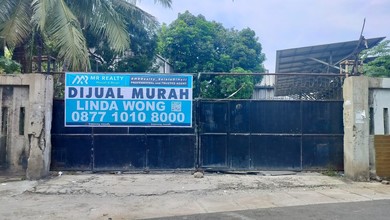 MR REALTY
DIJUAL MURAH
LINDA WONG
0877 1010 8000